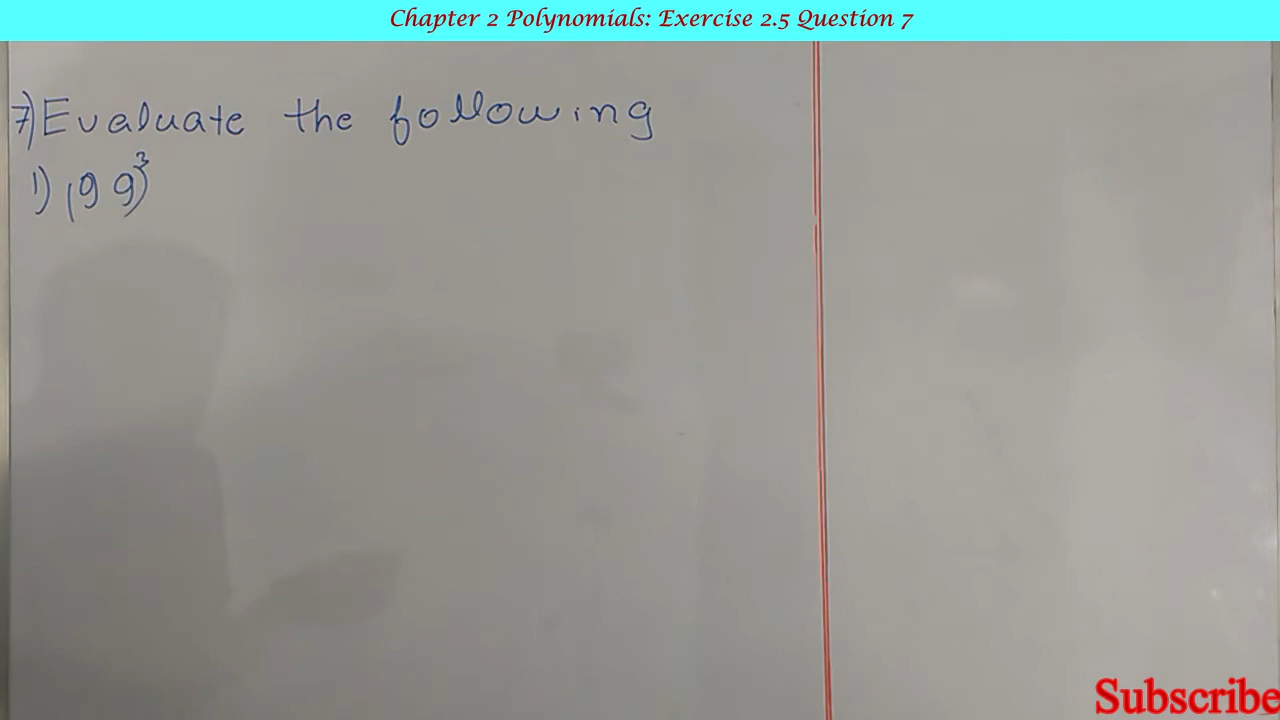 Chapter 2 Polynomials: Exercise 2.5 Question 7
7) Evaluate the following
1) (99)³
Subscribe